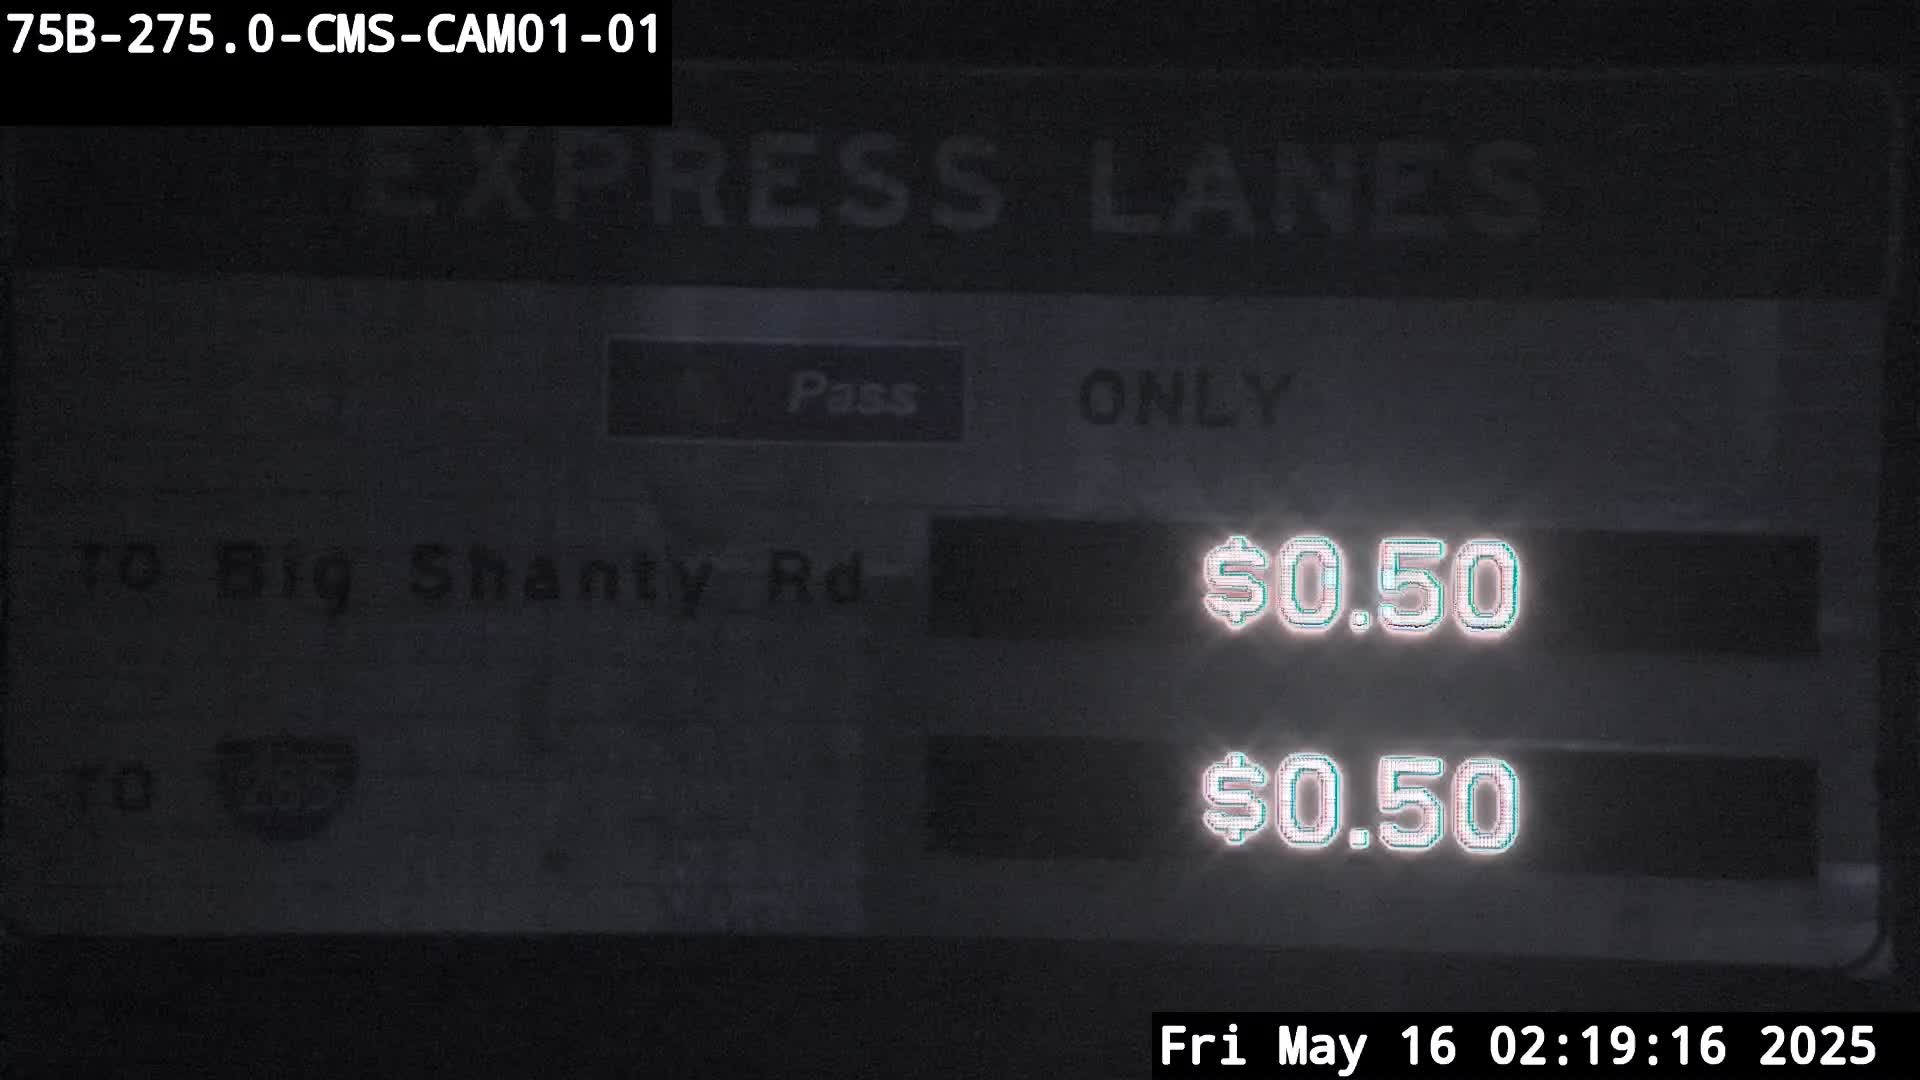 75B-275.0-CMS-CAM01-01
EXPRESS LANES
Pass ONLY
TO Big Shanty Rd $0.50
TO $0.50
Fri May 16 02:19:16 2025